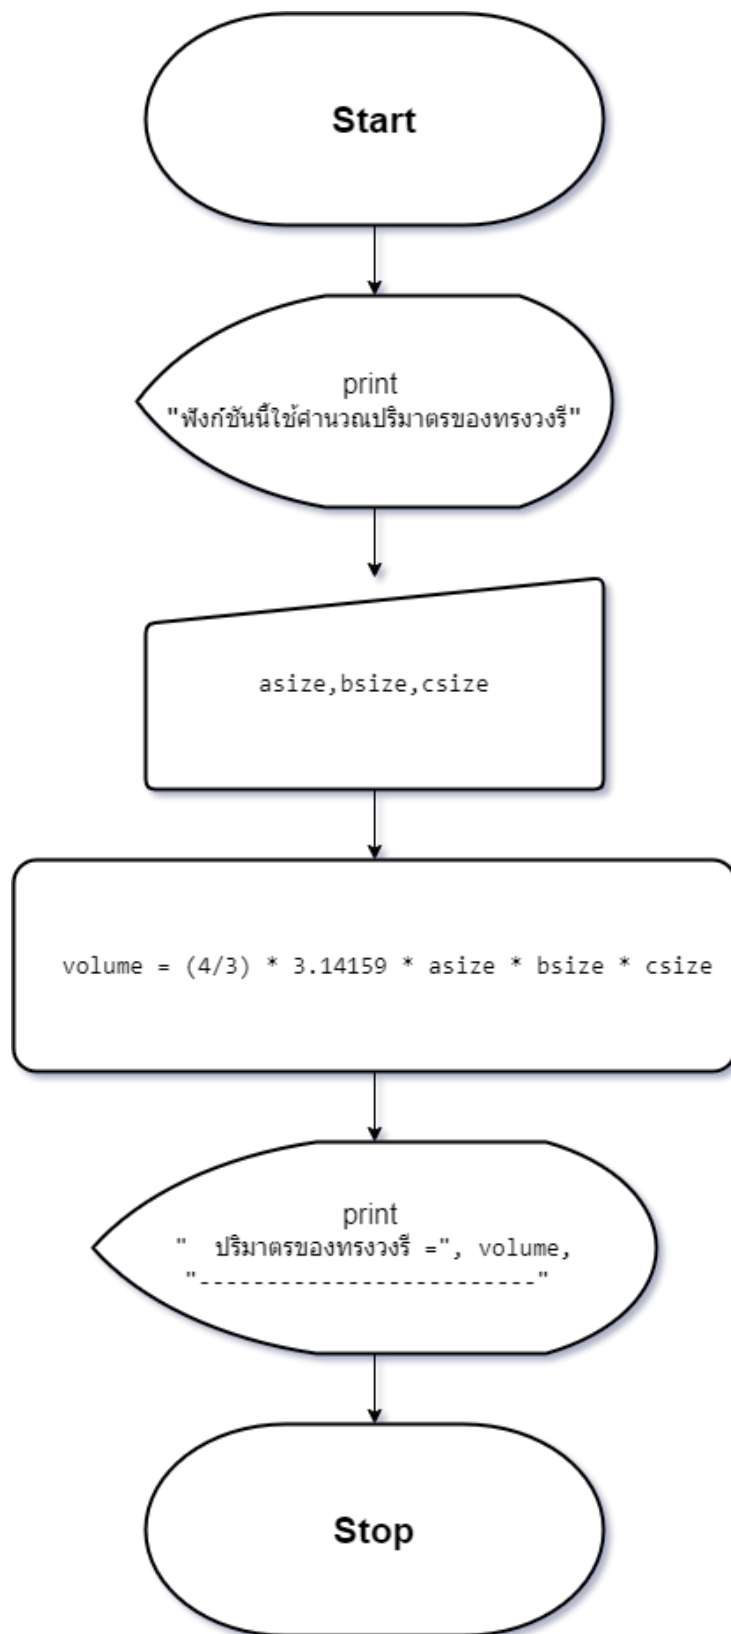 Start
print
"ฟังก์ชันนี้ใช้คำนวณปริมาตรของทรงวงรี"
asize,bsize,csize
volume = (4/3) * 3.14159 * asize * bsize * csize
print
"  ปริมาตรของทรงวงรี =", volume,
"-------------------------"
Stop